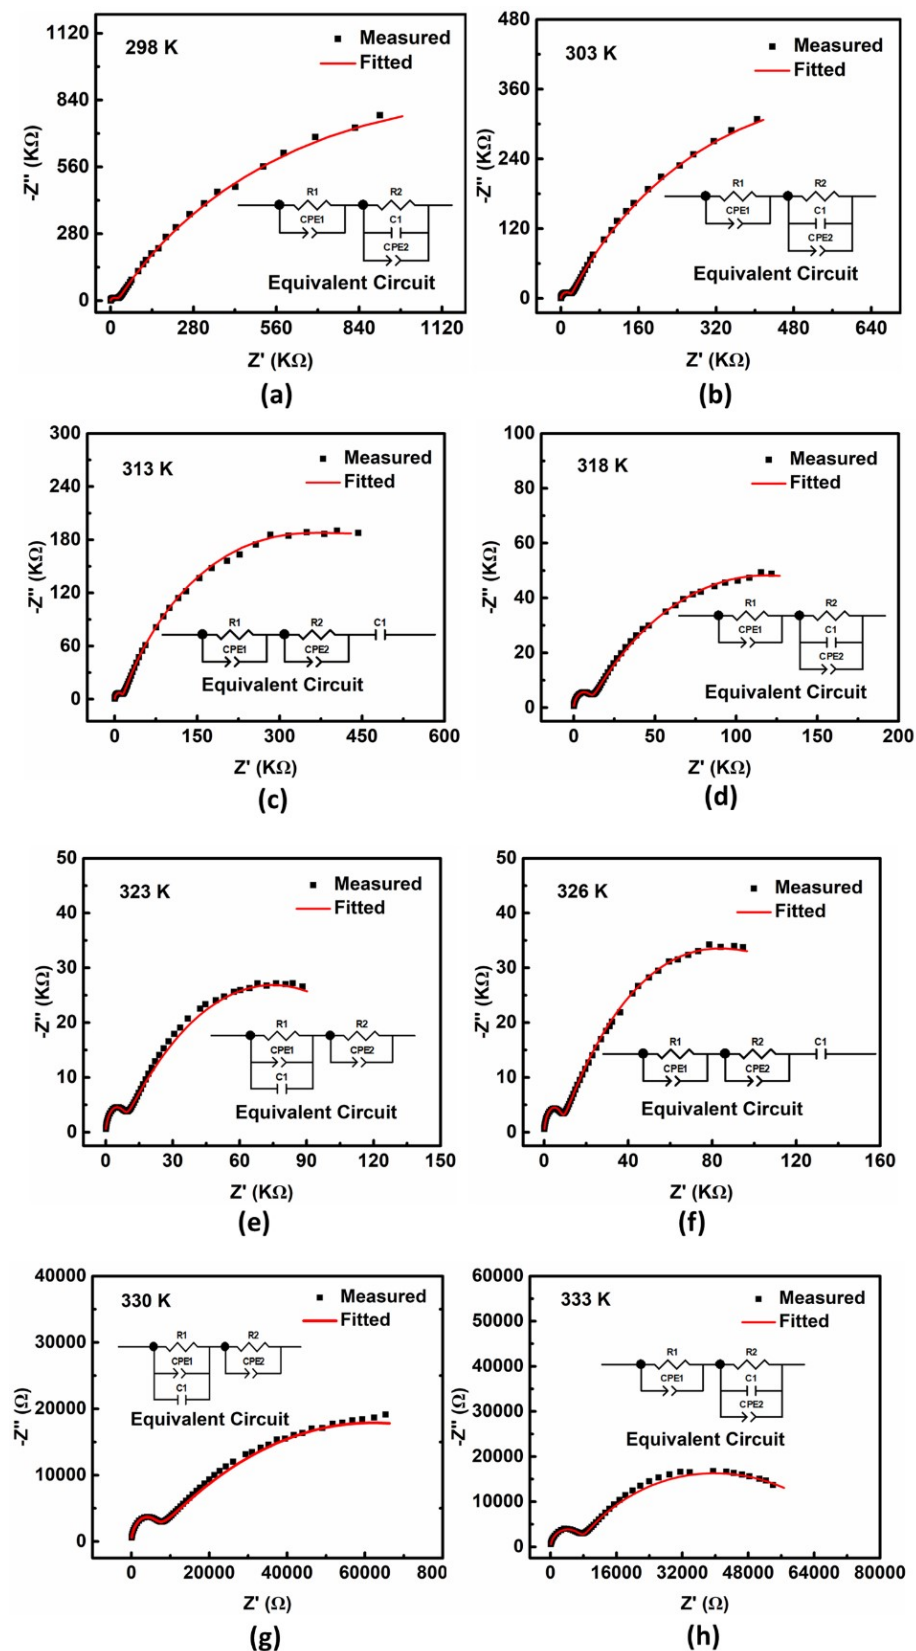 298 K
Measured
Fitted
1120
840
560
280
0
-Z'' (KΩ)
R1
CPE1
R2
C1
CPE2
Equivalent Circuit
0 280 560 840 1120
Z' (KΩ)
(a)
303 K
Measured
Fitted
480
360
240
120
0
-Z'' (KΩ)
R1
CPE1
R2
C1
CPE2
Equivalent Circuit
0 160 320 480 640
Z' (KΩ)
(b)
313 K
Measured
Fitted
300
240
180
120
60
0
-Z'' (KΩ)
R1
CPE1
R2
CPE2
C1
Equivalent Circuit
0 150 300 450 600
Z' (KΩ)
(c)
318 K
Measured
Fitted
100
80
60
40
20
0
-Z'' (KΩ)
R1
CPE1
R2
C1
CPE2
Equivalent Circuit
0 50 100 150 200
Z' (KΩ)
(d)
323 K
Measured
Fitted
50
40
30
20
10
0
-Z'' (KΩ)
R1
CPE1
C1
R2
CPE2
Equivalent Circuit
0 30 60 90 120 150
Z' (KΩ)
(e)
326 K
Measured
Fitted
50
40
30
20
10
0
-Z'' (KΩ)
R1
CPE1
R2
CPE2
C1
Equivalent Circuit
0 40 80 120 160
Z' (KΩ)
(f)
330 K
Measured
Fitted
40000
30000
20000
10000
0
-Z'' (Ω)
R1
CPE1
C1
R2
CPE2
Equivalent Circuit
0 20000 40000 60000 800
Z' (Ω)
(g)
333 K
Measured
Fitted
60000
50000
40000
30000
20000
10000
0
-Z'' (Ω)
R1
CPE1
R2
C1
CPE2
Equivalent Circuit
0 16000 32000 48000 64000 80000
Z' (Ω)
(h)